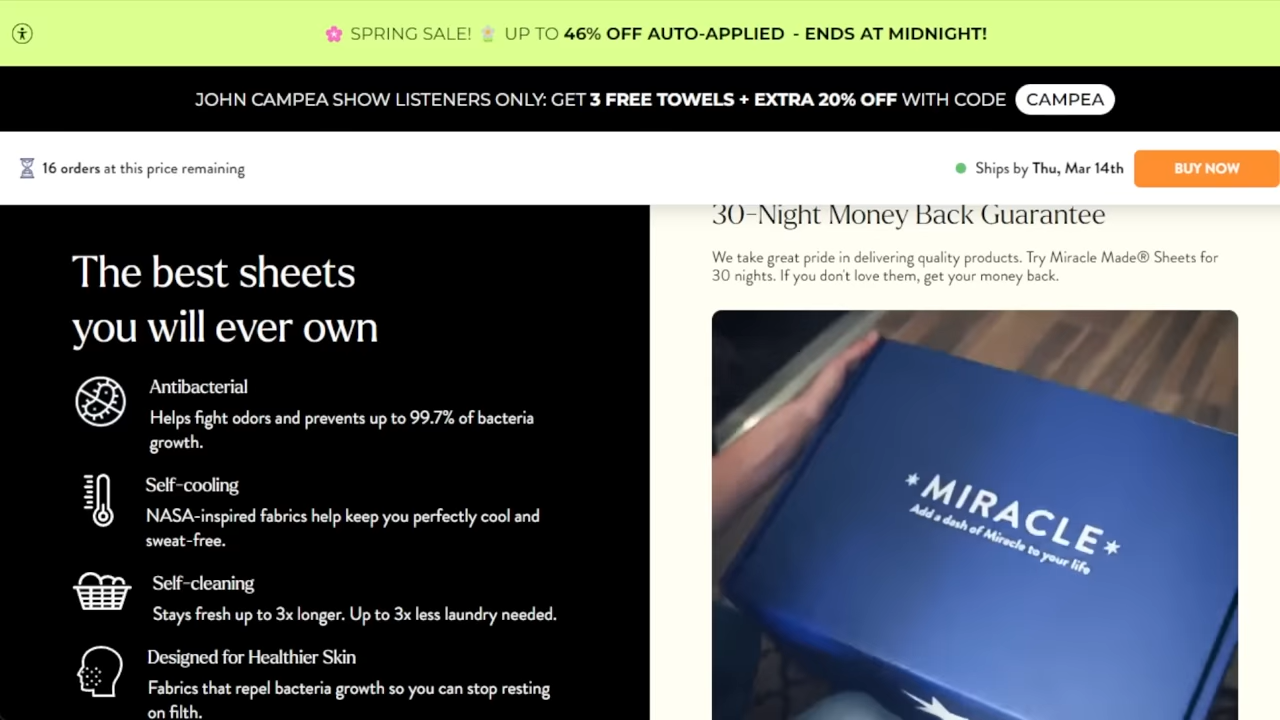 🌸 SPRING SALE! 🌷 UP TO 46% OFF AUTO-APPLIED - ENDS AT MIDNIGHT!
JOHN CAMPEA SHOW LISTENERS ONLY: GET 3 FREE TOWELS + EXTRA 20% OFF WITH CODE CAMPEA
16 orders at this price remaining
Ships by Thu, Mar 14th
BUY NOW
The best sheets
you will ever own
Antibacterial
Helps fight odors and prevents up to 99.7% of bacteria
growth.
Self-cooling
NASA-inspired fabrics help keep you perfectly cool and
sweat-free.
Self-cleaning
Stays fresh up to 3x longer. Up to 3x less laundry needed.
Designed for Healthier Skin
Fabrics that repel bacteria growth so you can stop resting
on filth.
30-Night Money Back Guarantee
We take great pride in delivering quality products. Try Miracle Made® Sheets for
30 nights. If you don't love them, get your money back.
*MIRACLE*
Add a dash of Miracle to your life